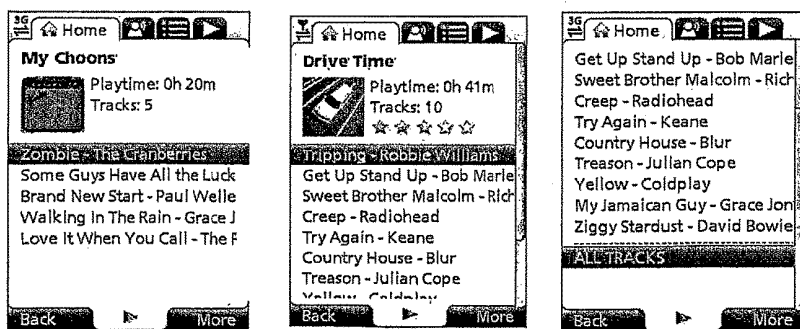 3G
Home
My Choons
Playtime: 0h 20m
Tracks: 5
Zombie - The Cranberries
Some Guys Have All the Luck
Brand New Start - Paul Welle
Walking In The Rain - Grace J
Love It When You Call - The F
Back
More
Home
Drive Time
Playtime: 0h 41m
Tracks: 10
Tripping - Robbie Williams
Get Up Stand Up - Bob Marle
Sweet Brother Malcolm - Rich
Creep - Radiohead
Try Again - Keane
Country House - Blur
Treason - Julian Cope
Yellow - Coldplay
Back
More
3G
Home
Get Up Stand Up - Bob Marle
Sweet Brother Malcolm - Rich
Creep - Radiohead
Try Again - Keane
Country House - Blur
Treason - Julian Cope
Yellow - Coldplay
My Jamaican Guy - Grace Jon
Ziggy Stardust - David Bowie
ALL TRACKS
Back
More